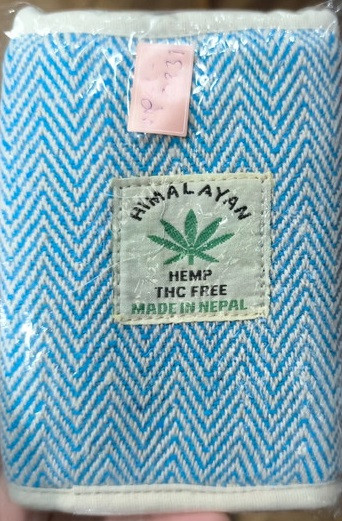 HIMALAYAN
HEMP
THC FREE
MADE IN NEPAL